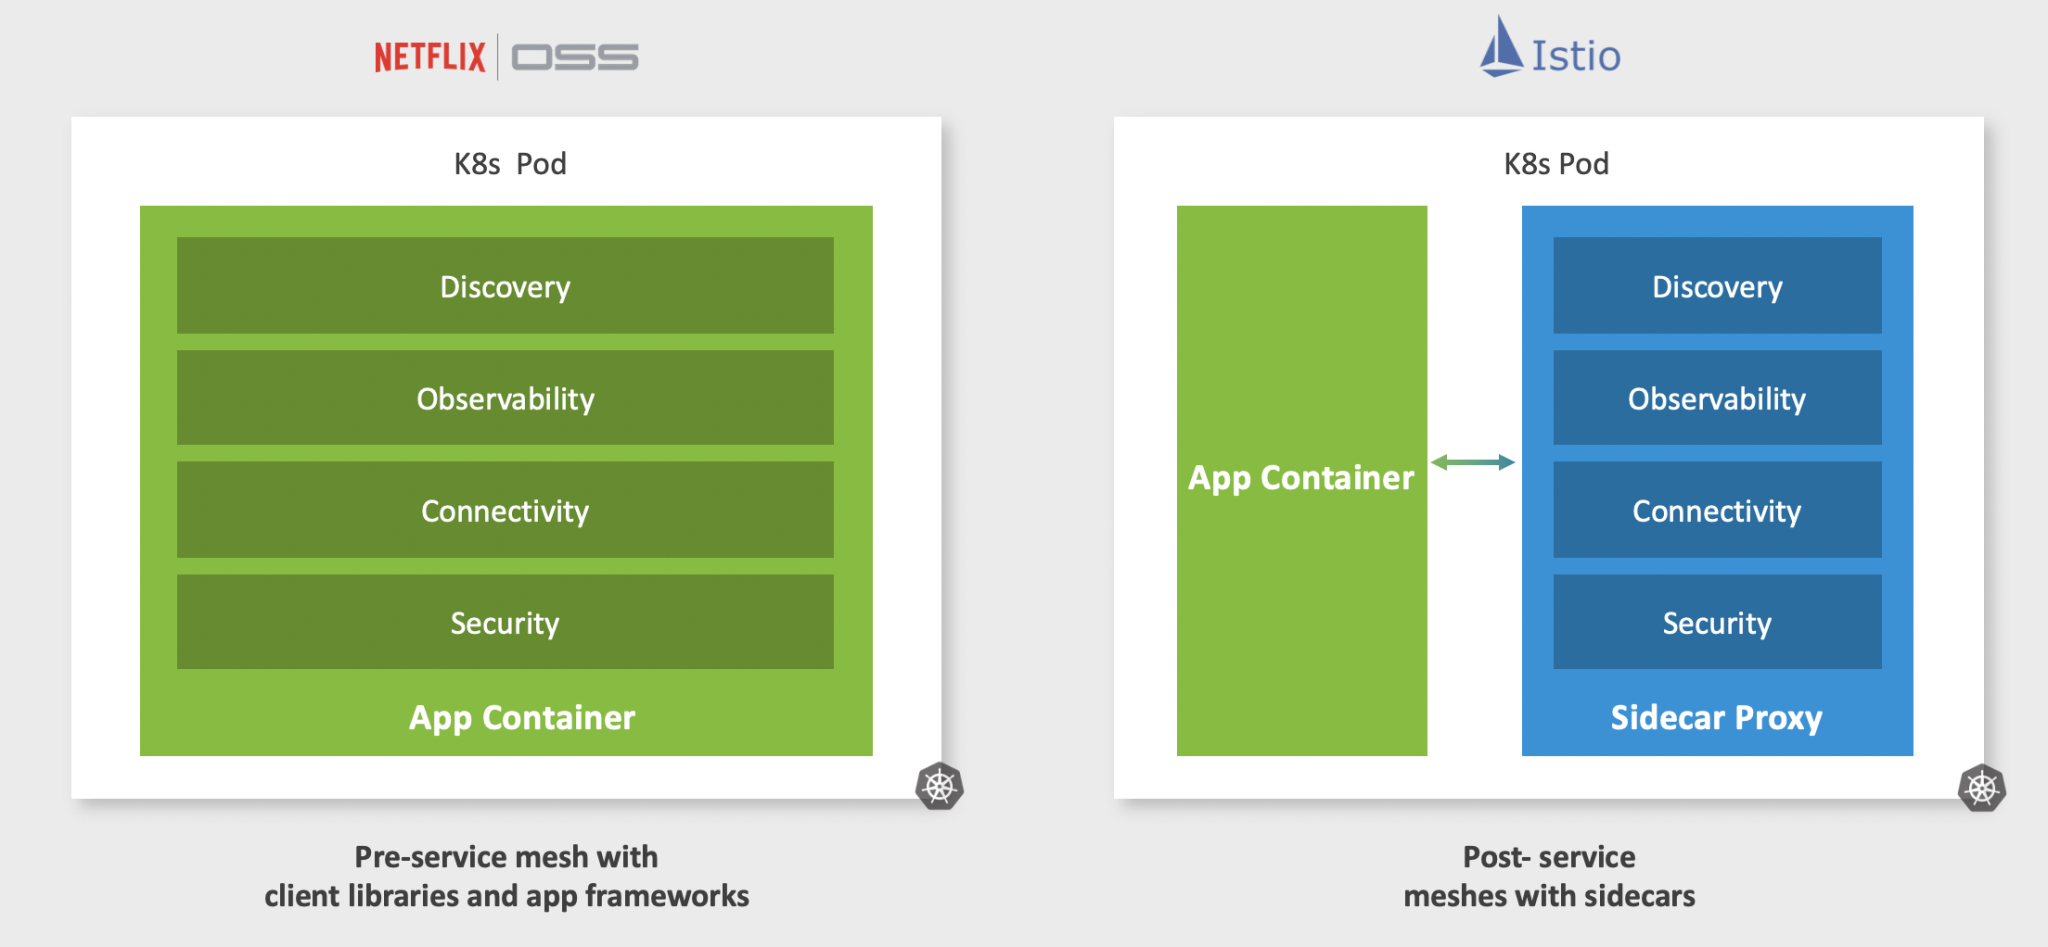 NETFLIX OSS
K8s Pod
Discovery
Observability
Connectivity
Security
App Container
Pre-service mesh with
client libraries and app frameworks
Istio
K8s Pod
App Container
Discovery
Observability
Connectivity
Security
Sidecar Proxy
Post- service
meshes with sidecars